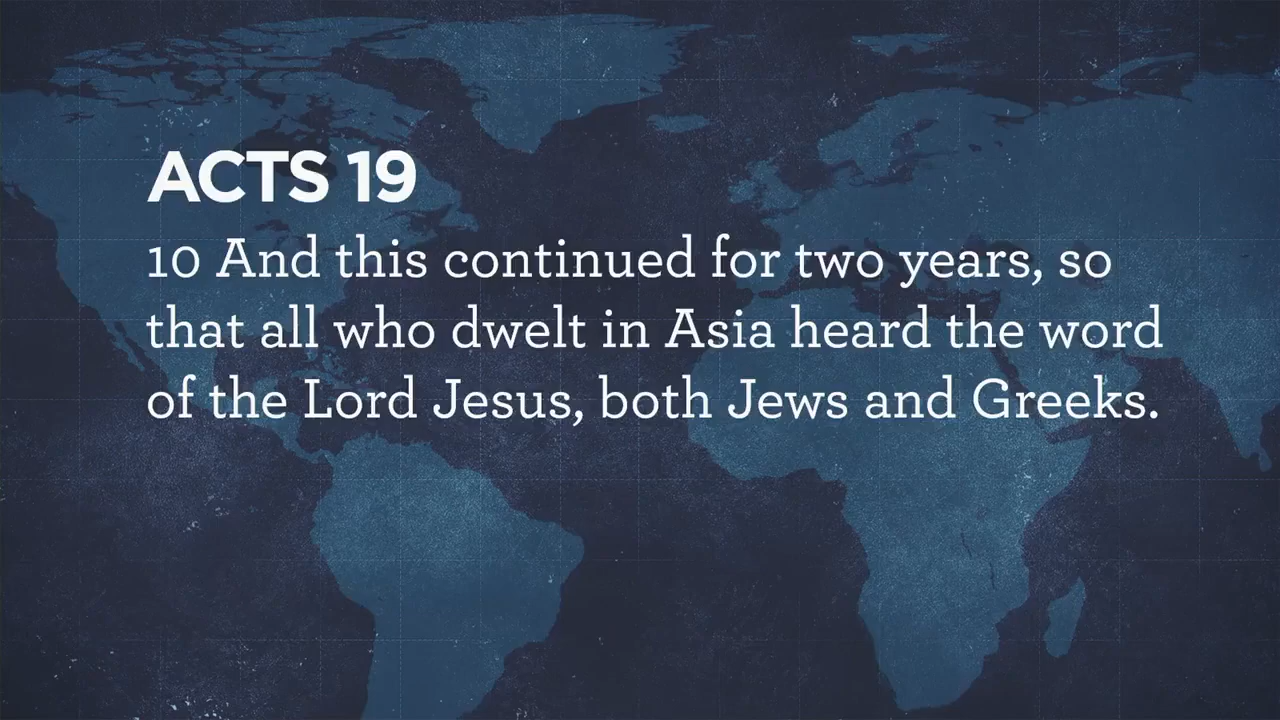 ACTS 19
10 And this continued for two years, so
that all who dwelt in Asia heard the word
of the Lord Jesus, both Jews and Greeks.